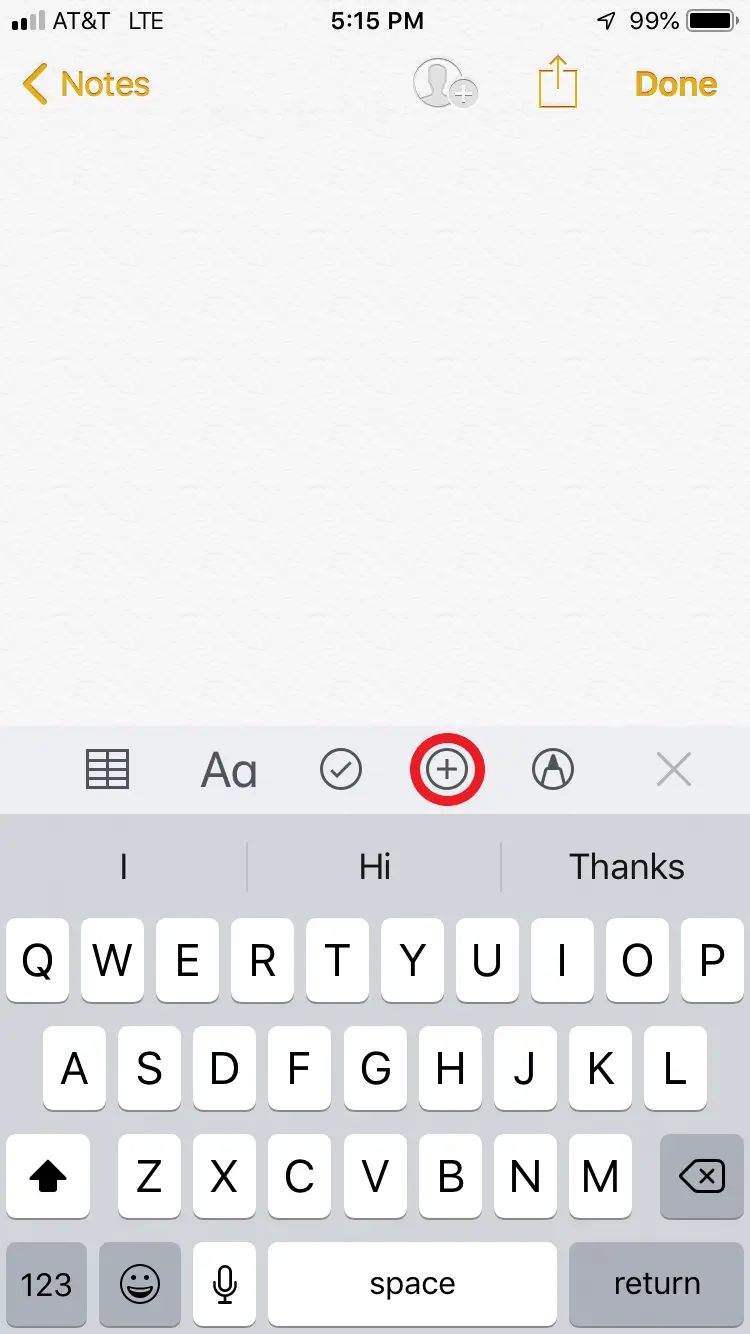 AT&T LTE 5:15 PM 99%
Notes Done
Aa
I Hi Thanks
Q W E R T Y U I O P
A S D F G H J K L
Z X C V B N M
123 space return